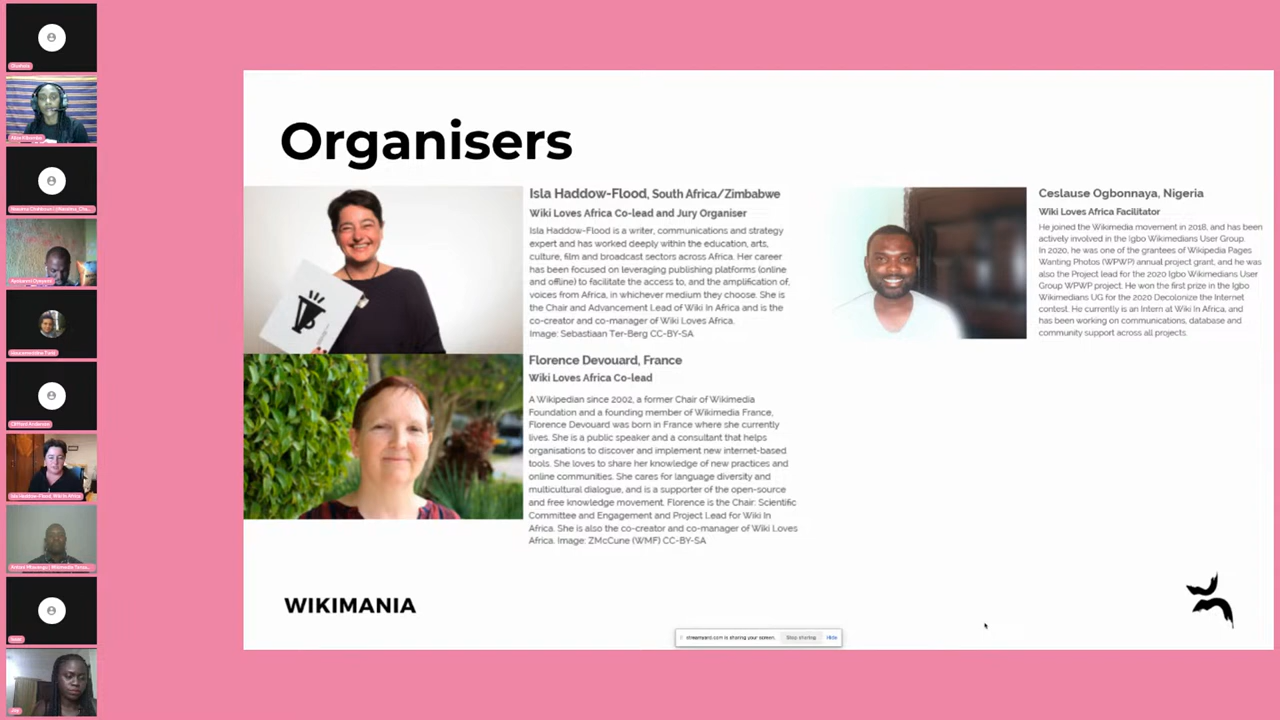 Organisers
Isla Haddow-Flood, South Africa/Zimbabwe
Wiki Loves Africa Co-lead and Jury Organiser
Isla Haddow-Flood is a writer, communications and strategy
expert and has worked deeply within the education, arts,
culture, film and broadcast sectors across Africa. Her career
has been focused on leveraging publishing platforms (online
and offline) to facilitate the access to, and the amplification of,
voices from Africa, in whichever medium they choose. She is
the Chair and Advancement Lead of Wiki In Africa and is the
co-creator and co-manager of Wiki Loves Africa.
Image: Sebastiaan Ter-Berg CC-BY-SA
Florence Devouard, France
Wiki Loves Africa Co-lead
A Wikipedian since 2002, a former Chair of Wikimedia
Foundation and a founding member of Wikimedia France,
Florence Devouard was born in France where she currently
lives. She is a public speaker and a consultant that helps
organisations to discover and implement new internet-based
tools. She loves to share her knowledge of new practices and
online communities. She cares for language diversity and
multicultural dialogue, and is a supporter of the open-source
and free knowledge movement. Florence is the Chair: Scientific
Committee and Engagement and Project Lead for Wiki In
Africa. She is also the co-creator and co-manager of Wiki Loves
Africa. Image: ZMcCune (WMF) CC-BY-SA
Ceslause Ogbonnaya, Nigeria
Wiki Loves Africa Facilitator
He joined the Wikimedia movement in 2018, and has been
actively involved in the Igbo Wikimedians User Group.
In 2020, he was one of the grantees of Wikipedia Pages
Wanting Photos (WPWP) annual project grant, and he was
also the Project lead for the 2020 Igbo Wikimedians User
Group WPWP project. He won the first prize in the Igbo
Wikimedians UG for the 2020 Decolonize the Internet
contest. He currently is an Intern at Wiki In Africa, and
has been working on communications, database and
community support across all projects.
WIKIMANIA
streamyard.com is sharing your screen.
Stop sharing
Hide
Isla Haddow-Flood, Wiki In Africa